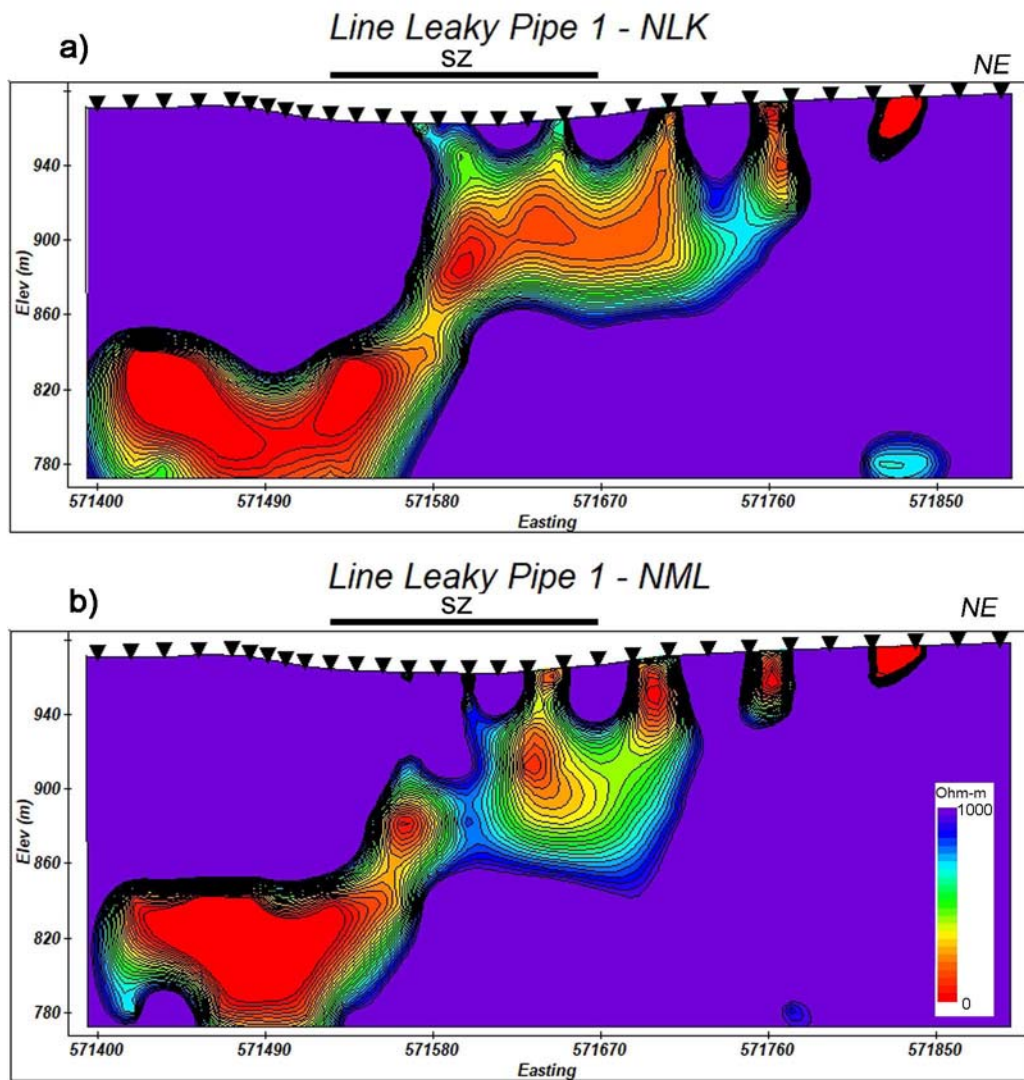 Line Leaky Pipe 1 - NLK
a)
SZ
NE
940
900
860
820
780
Elev (m)
571400 571490 571580 571670 571760 571850
Easting
Line Leaky Pipe 1 - NML
b)
SZ
NE
940
900
860
820
780
Elev (m)
Ohm-m
1000
0
571400 571490 571580 571670 571760 571850
Easting